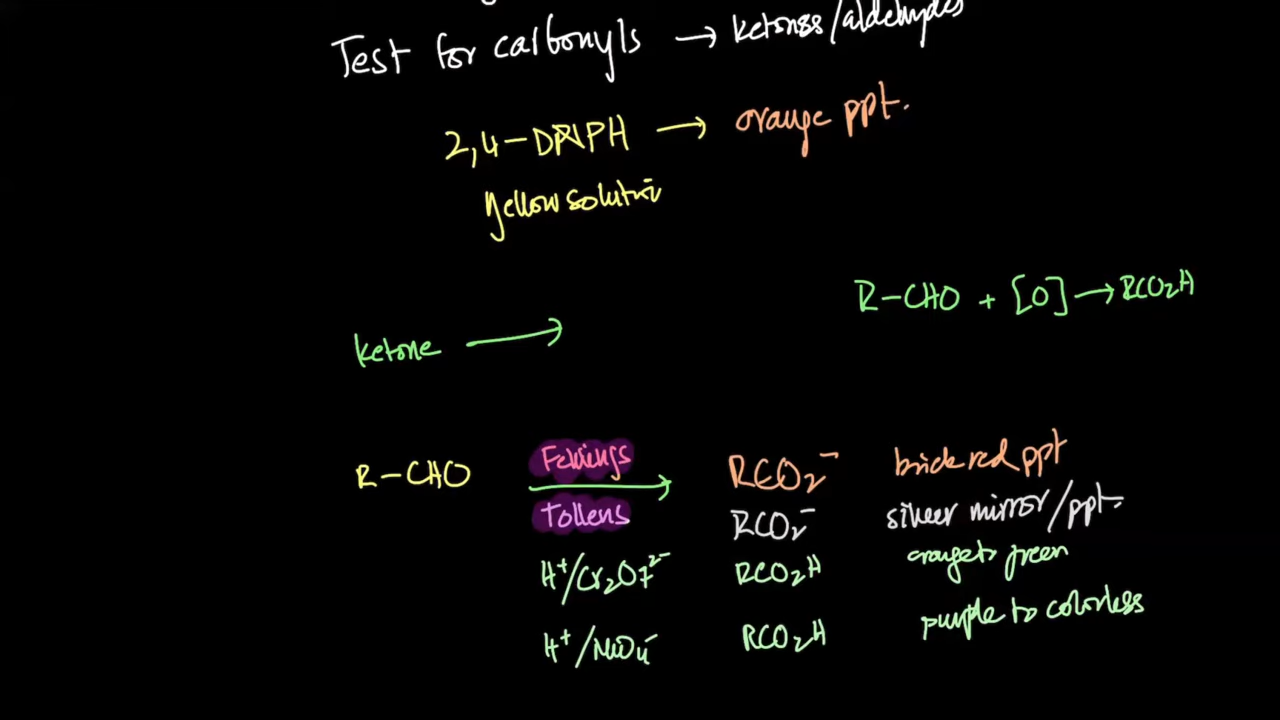 Test for carbonyls → ketones/aldehydes
2,4-DNPH → orange ppt.
yellow solution
R-CHO + [O] → RCO₂H
ketone →
R-CHO Fehlings RCO₂⁻ brick red ppt
Tollens RCO₂⁻ silver mirror/ppt.
H⁺/Cr₂O₇²⁻ RCO₂H orange to green
H⁺/MnO₄⁻ RCO₂H purple to colorless